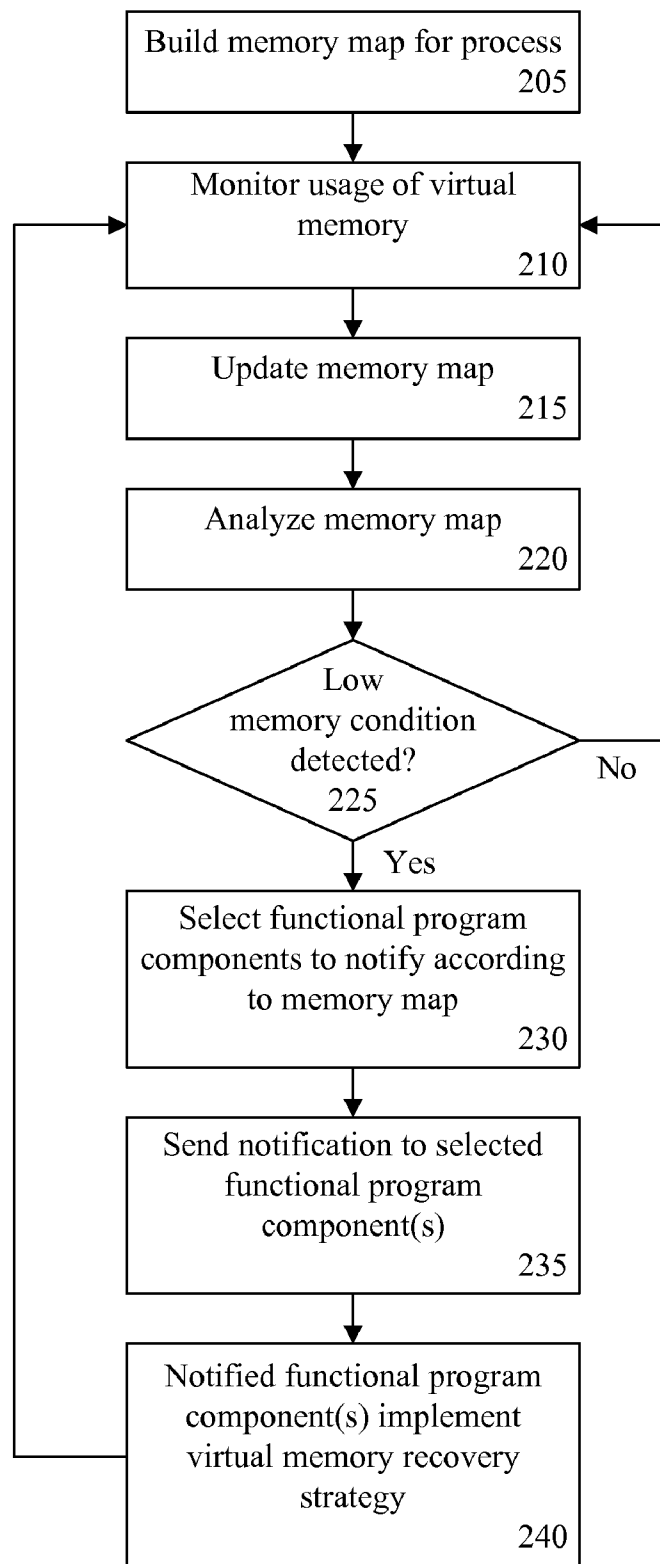 Build memory map for process
205
Monitor usage of virtual
memory
210
Update memory map
215
Analyze memory map
220
Low
memory condition
detected?
225
No
Yes
Select functional program
components to notify according
to memory map
230
Send notification to selected
functional program
component(s)
235
Notified functional program
component(s) implement
virtual memory recovery
strategy
240